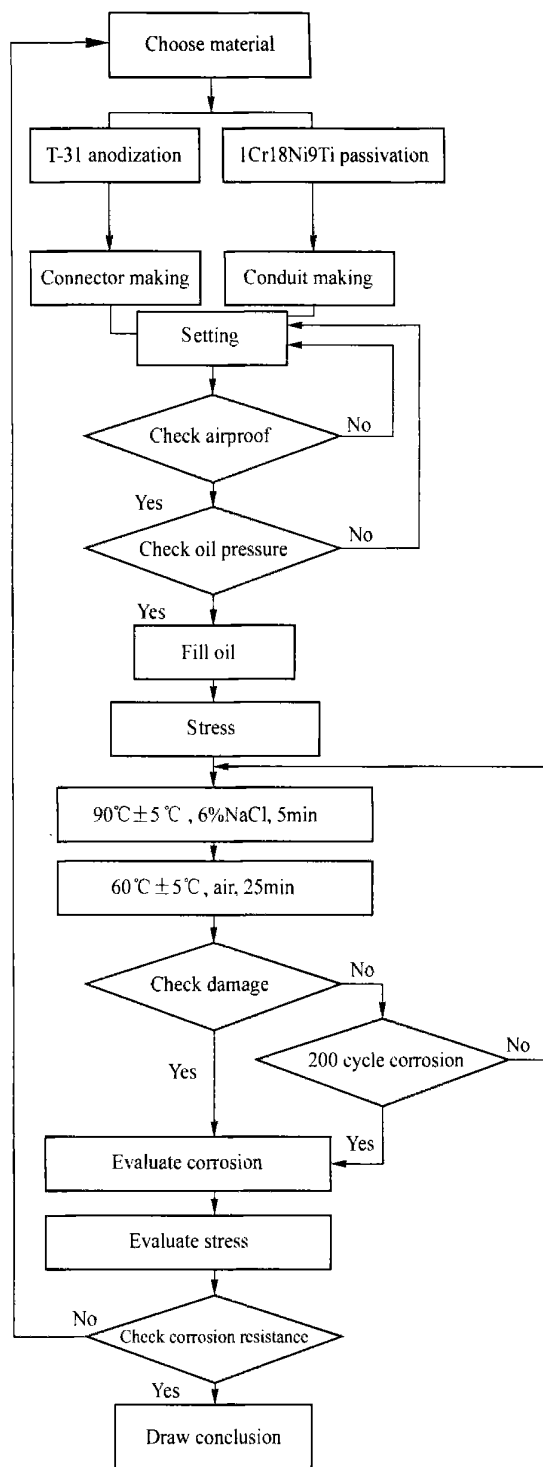 Choose material
T-31 anodization
1Cr18Ni9Ti passivation
Connector making
Conduit making
Setting
Check airproof
No
Yes
Check oil pressure
No
Yes
Fill oil
Stress
90℃±5℃, 6%NaCl, 5min
60℃±5℃, air, 25min
Check damage
No
200 cycle corrosion
No
Yes
Yes
Evaluate corrosion
Evaluate stress
No
Check corrosion resistance
Yes
Draw conclusion